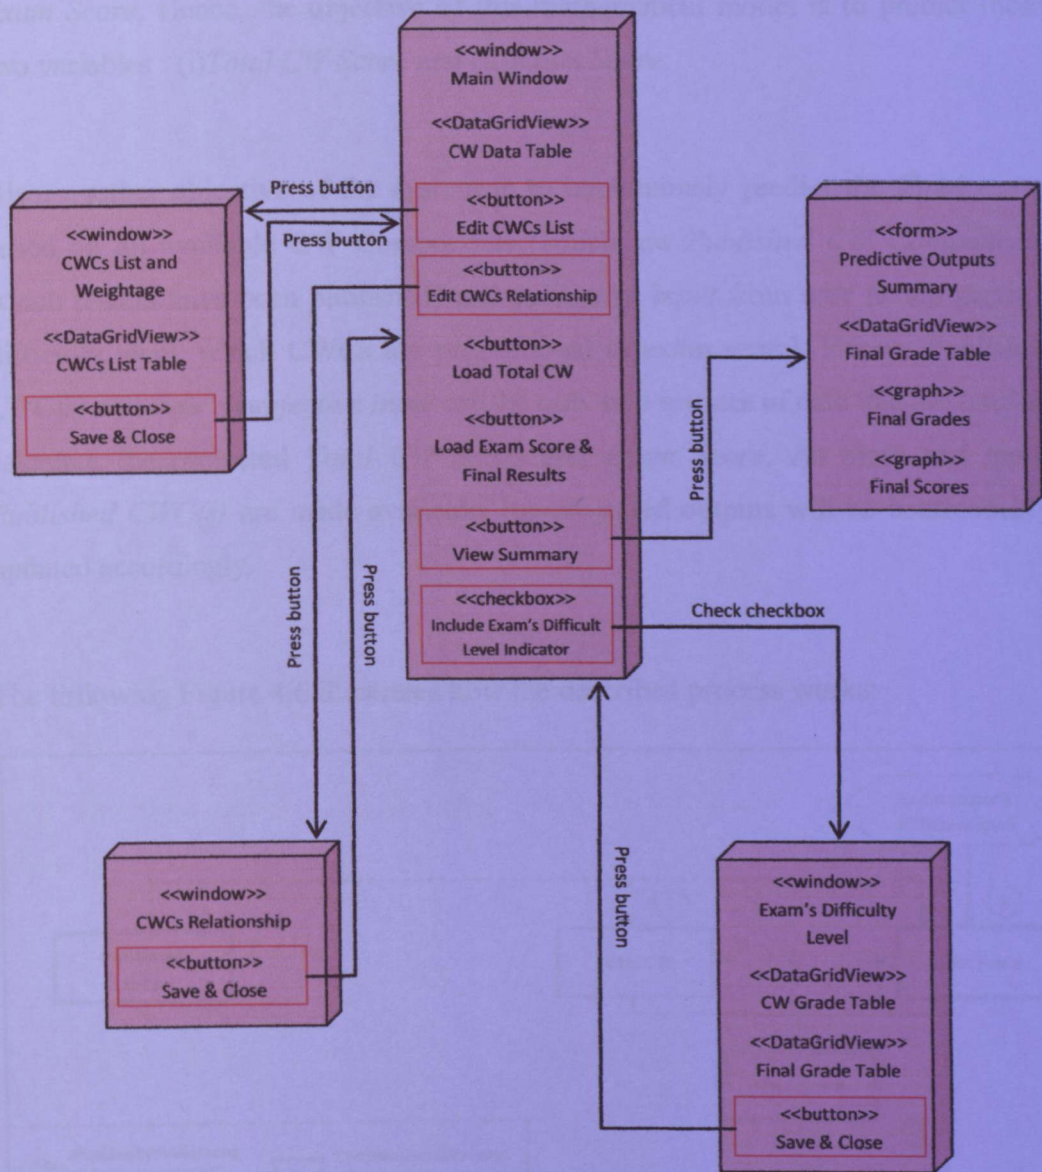 <<window>>
Main Window
<<DataGridView>>
CW Data Table
<<button>>
Edit CWCs List
<<button>>
Edit CWCs Relationship
<<button>>
Load Total CW
<<button>>
Load Exam Score &
Final Results
<<button>>
View Summary
<<checkbox>>
Include Exam's Difficult
Level Indicator
Press button
Press button
<<window>>
CWCs List and
Weightage
<<DataGridView>>
CWCs List Table
<<button>>
Save & Close
<<form>>
Predictive Outputs
Summary
<<DataGridView>>
Final Grade Table
<<graph>>
Final Grades
<<graph>>
Final Scores
Press button
Press button
Press button
Check checkbox
<<window>>
CWCs Relationship
<<button>>
Save & Close
Press button
<<window>>
Exam's Difficulty
Level
<<DataGridView>>
CW Grade Table
<<DataGridView>>
Final Grade Table
<<button>>
Save & Close